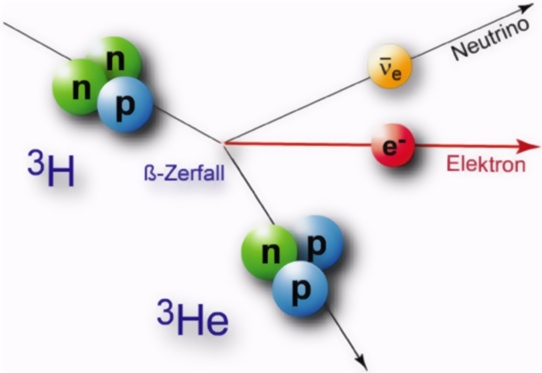 Neutrino
n
n
p
ν̄e
³H
ß-Zerfall
e⁻
Elektron
n
p
p
³He